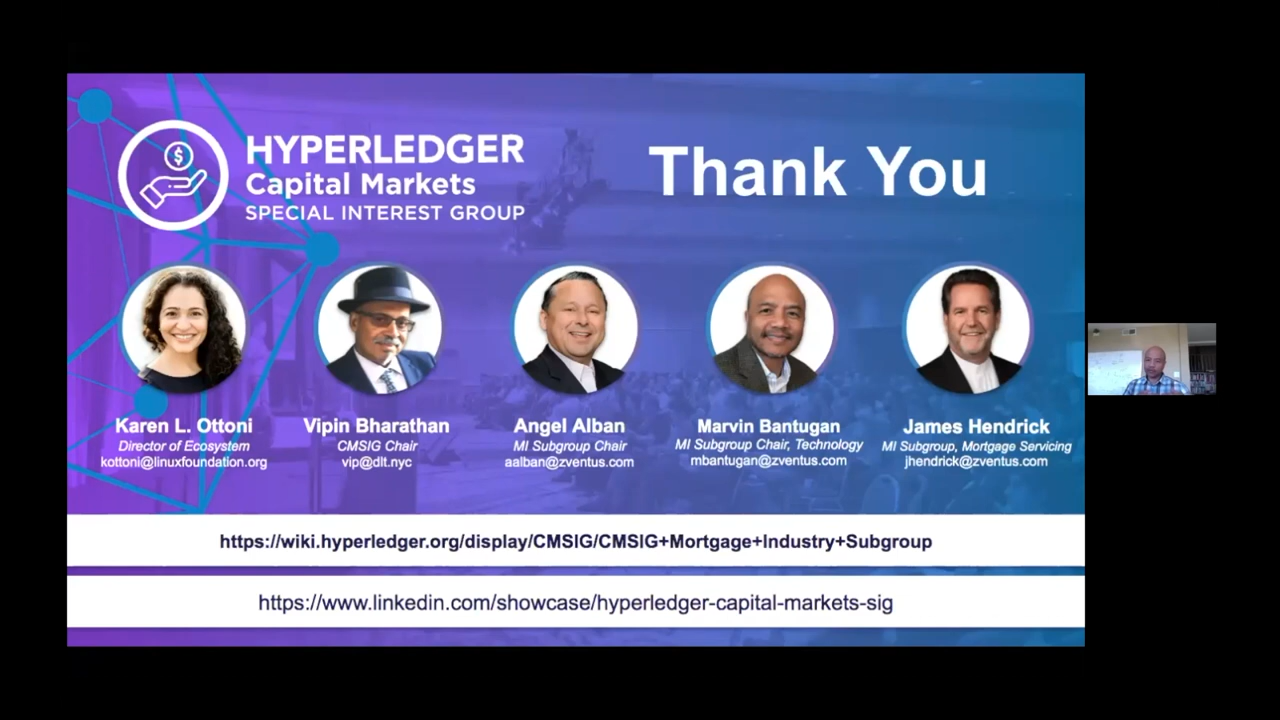 HYPERLEDGER
Capital Markets
SPECIAL INTEREST GROUP
Thank You
$
Karen L. Ottoni
Director of Ecosystem
kottoni@linuxfoundation.org
Vipin Bharathan
CMSIG Chair
vip@dlt.nyc
Angel Alban
MI Subgroup Chair
aalban@zventus.com
Marvin Bantugan
MI Subgroup Chair, Technology
mbantugan@zventus.com
James Hendrick
MI Subgroup, Mortgage Servicing
jhendrick@zventus.com
https://wiki.hyperledger.org/display/CMSIG/CMSIG+Mortgage+Industry+Subgroup
https://www.linkedin.com/showcase/hyperledger-capital-markets-sig